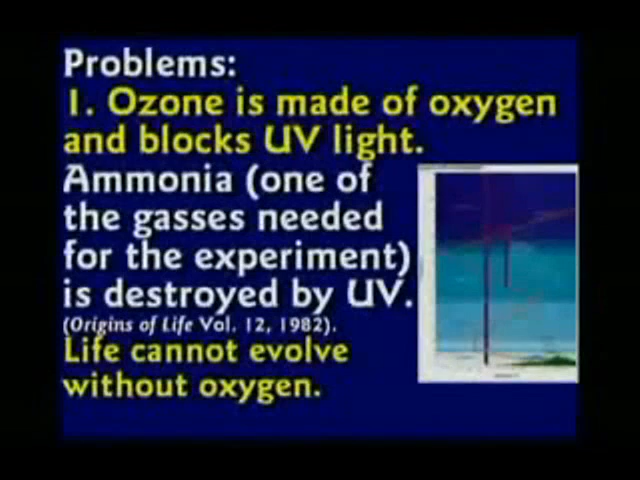 Problems:
1. Ozone is made of oxygen
and blocks UV light.
Ammonia (one of
the gasses needed
for the experiment)
is destroyed by UV.
(Origins of Life Vol. 12, 1982).
Life cannot evolve
without oxygen.